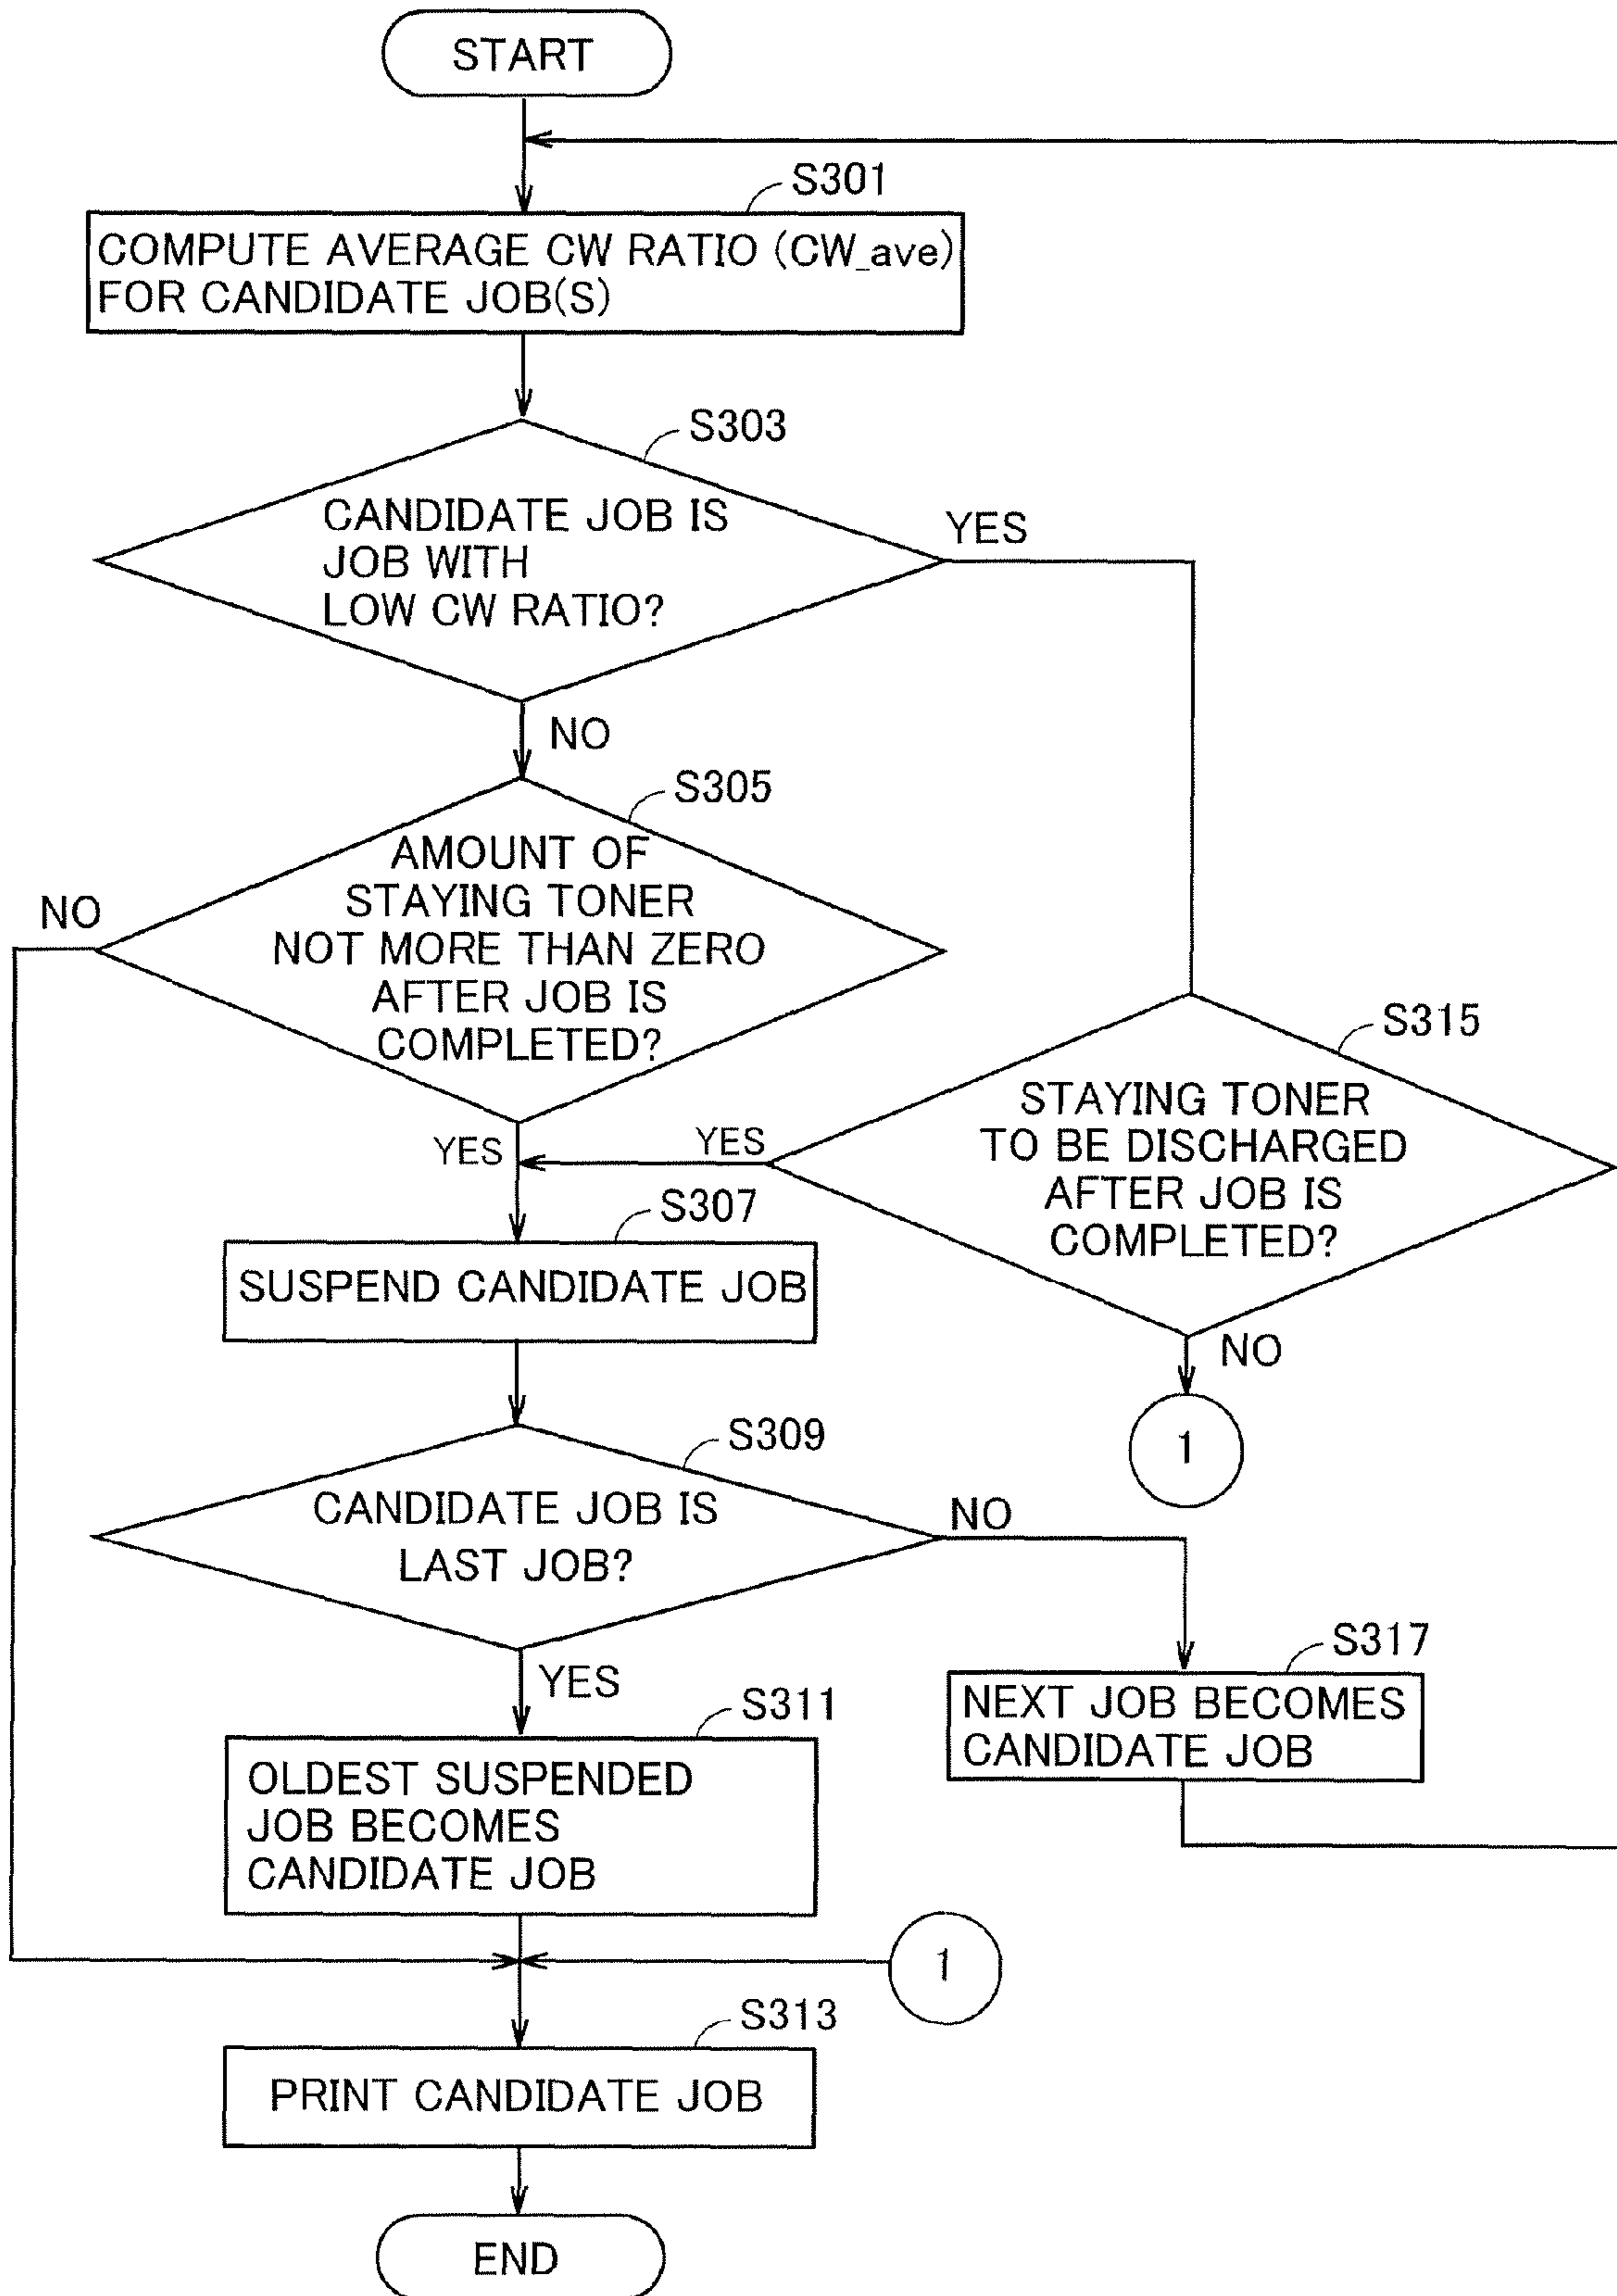 START
S301
COMPUTE AVERAGE CW RATIO (CW_ave)
FOR CANDIDATE JOB(S)
S303
CANDIDATE JOB IS
JOB WITH
LOW CW RATIO?
YES
NO
S305
AMOUNT OF
STAYING TONER
NOT MORE THAN ZERO
AFTER JOB IS
COMPLETED?
NO
YES
S315
STAYING TONER
TO BE DISCHARGED
AFTER JOB IS
COMPLETED?
YES
NO
1
S307
SUSPEND CANDIDATE JOB
S309
CANDIDATE JOB IS
LAST JOB?
NO
YES
S317
NEXT JOB BECOMES
CANDIDATE JOB
S311
OLDEST SUSPENDED
JOB BECOMES
CANDIDATE JOB
1
S313
PRINT CANDIDATE JOB
END